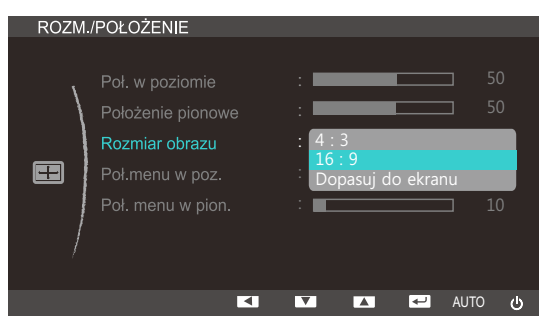 ROZM./POŁOŻENIE
Poł. w poziomie : 50
Położenie pionowe : 50
Rozmiar obrazu : 4 : 3
16 : 9
Poł.menu w poz. : Dopasuj do ekranu
Poł. menu w pion. : 10
AUTO